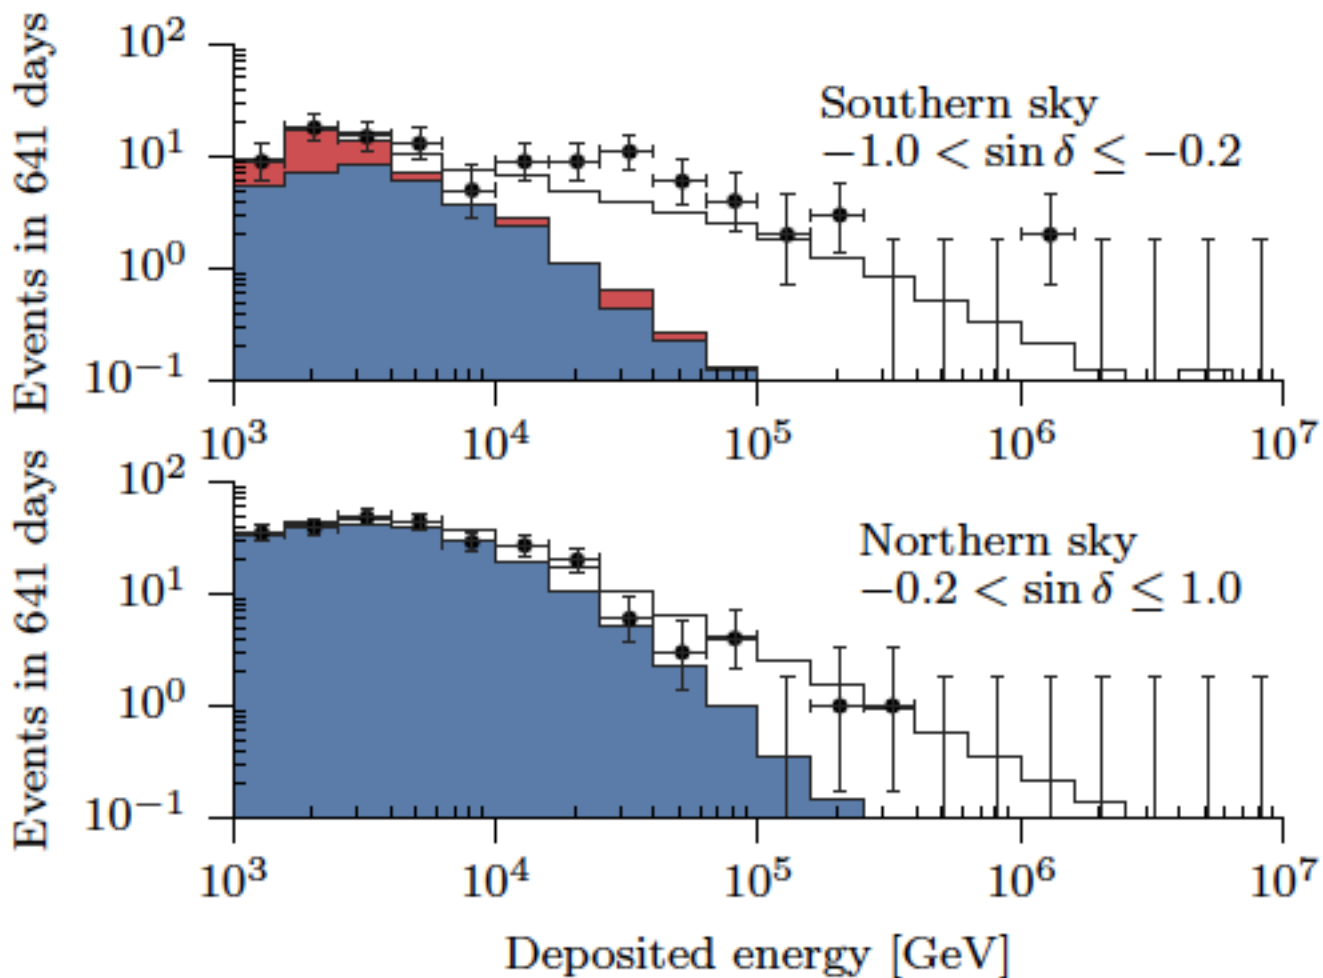 Events in 641 days
10²
10¹
10⁰
10⁻¹
Southern sky
−1.0 < sin δ ≤ −0.2
10³ 10⁴ 10⁵ 10⁶ 10⁷
Events in 641 days
10²
10¹
10⁰
10⁻¹
Northern sky
−0.2 < sin δ ≤ 1.0
10³ 10⁴ 10⁵ 10⁶ 10⁷
Deposited energy [GeV]